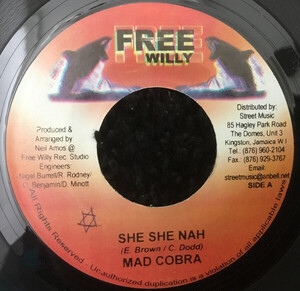 FREE
WILLY
Produced &
Arranged by
Neil Amos @
Free Willy Rec. Studio
Engineers:
Nigel Burrell/R. Rodney/
Benjamin/D. Minott
Distributed by:
Street Music
85 Hagley Park Road
The Domes, Unit 3
Kingston, Jamaica W I
Tel: (876) 960-2104
Fax.: (876) 929-3767
Email:
streetmusic@anbell.net
SIDE A
SHE SHE NAH
(E. Brown / C. Dodd)
MAD COBRA
All Rights Reserved - Unauthorized duplication is a violation of all applicable laws